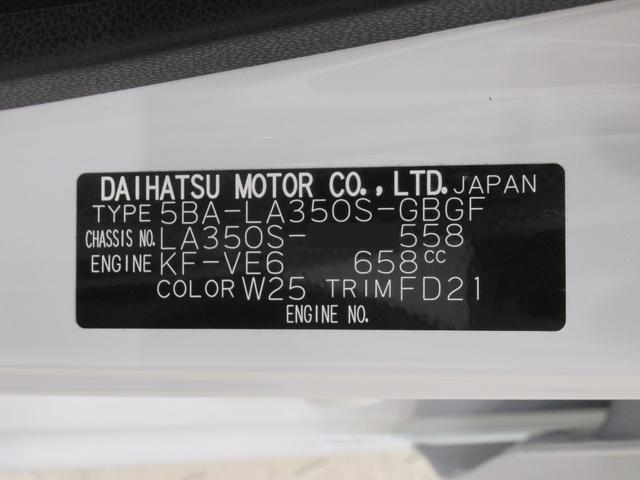 DAIHATSU MOTOR CO.,LTD. JAPAN
TYPE 5BA-LA350S-GBGF
CHASSIS NO. LA350S- 558
ENGINE KF-VE6 658CC
COLOR W25 TRIM FD21
ENGINE NO.